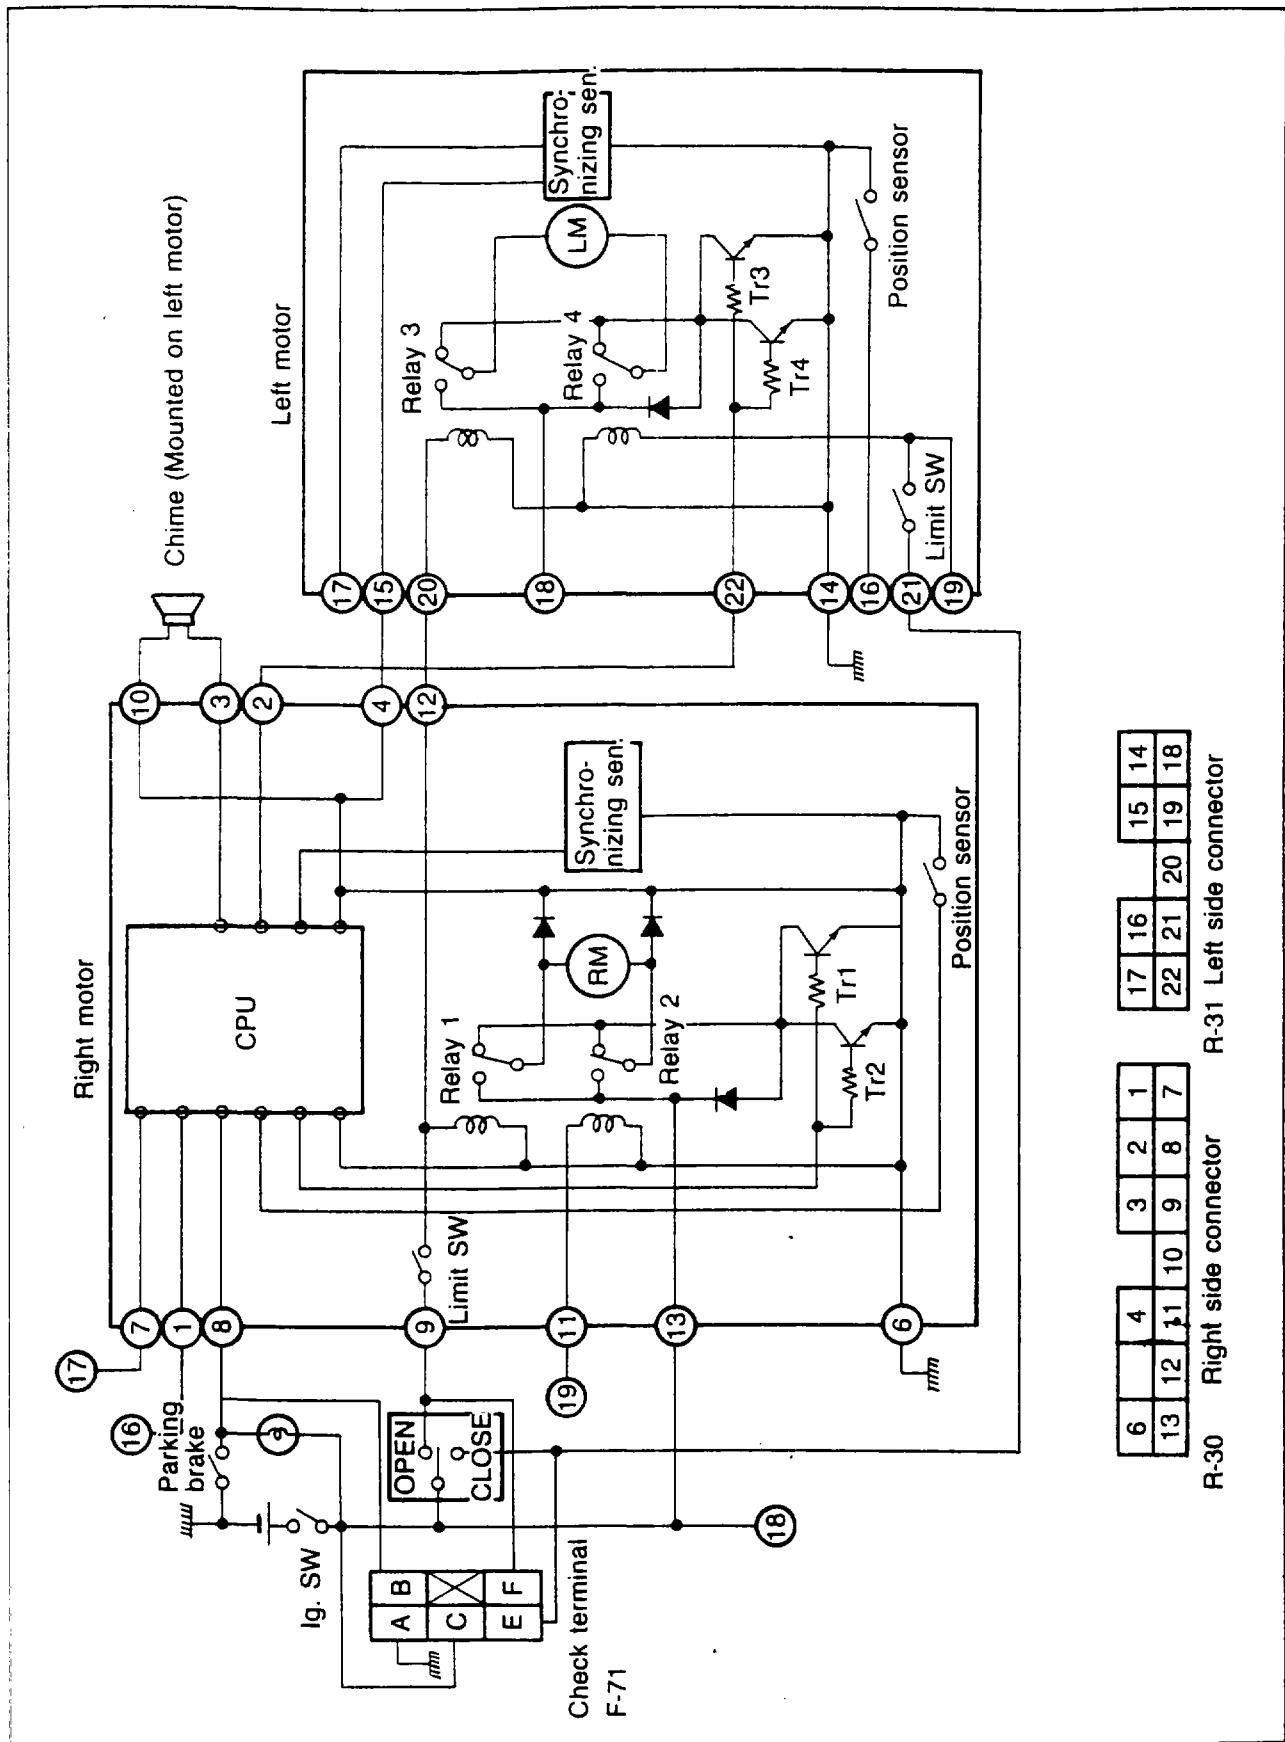 Right motor
Left motor
Chime (Mounted on left motor)
CPU
17
7
1
8
9
11
13
6
10
3
2
4
12
17
15
20
18
22
14
16
21
19
16
Parking
brake
Ig. SW
OPEN
CLOSE
19
18
Limit SW
Relay 1
Relay 2
RM
Synchro-
nizing sen.
Tr1
Tr2
Position sensor
Relay 3
Relay 4
LM
Synchro-
nizing sen.
Tr3
Tr4
Position sensor
Limit SW
A B
C
E F
Check terminal
F-71
6 4 3 2 1
13 12 11 10 9 8 7
R-30 Right side connector
17 16 15 14
22 21 20 19 18
R-31 Left side connector